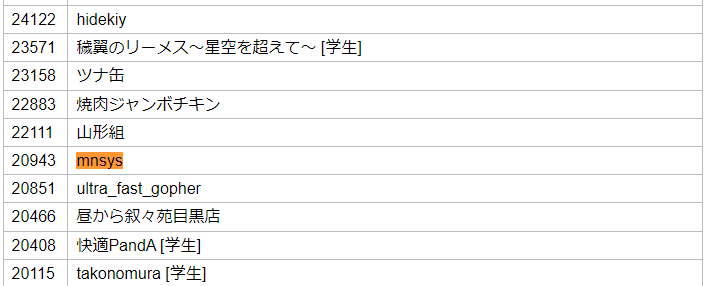 24122 hidekiy
23571 穢翼のリーメス～星空を超えて～ [学生]
23158 ツナ缶
22883 焼肉ジャンボチキン
22111 山形組
20943 mnsys
20851 ultra_fast_gopher
20466 昼から叙々苑目黒店
20408 快適PandA [学生]
20115 takonomura [学生]